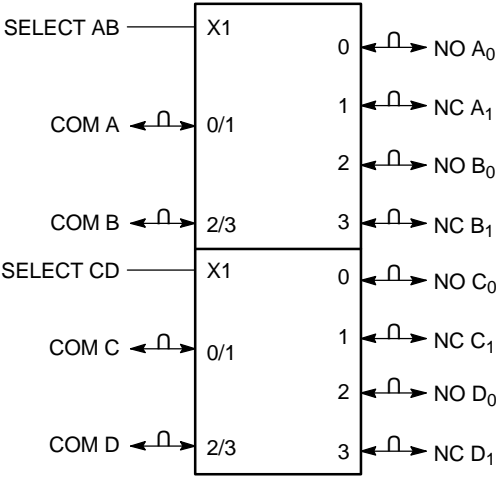 SELECT AB X1
0 NO A₀
1 NC A₁
COM A 0/1
2 NO B₀
COM B 2/3 3 NC B₁
SELECT CD X1
0 NO C₀
1 NC C₁
COM C 0/1
2 NO D₀
COM D 2/3 3 NC D₁